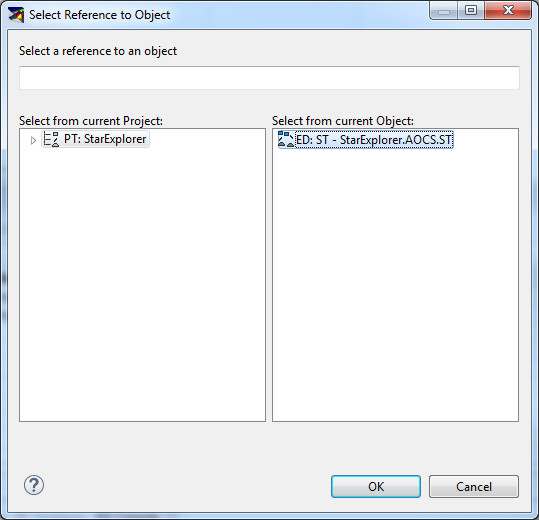 Select Reference to Object
Select a reference to an object
Select from current Project:
Select from current Object:
PT: StarExplorer
ED: ST - StarExplorer.AOCS.ST
OK
Cancel